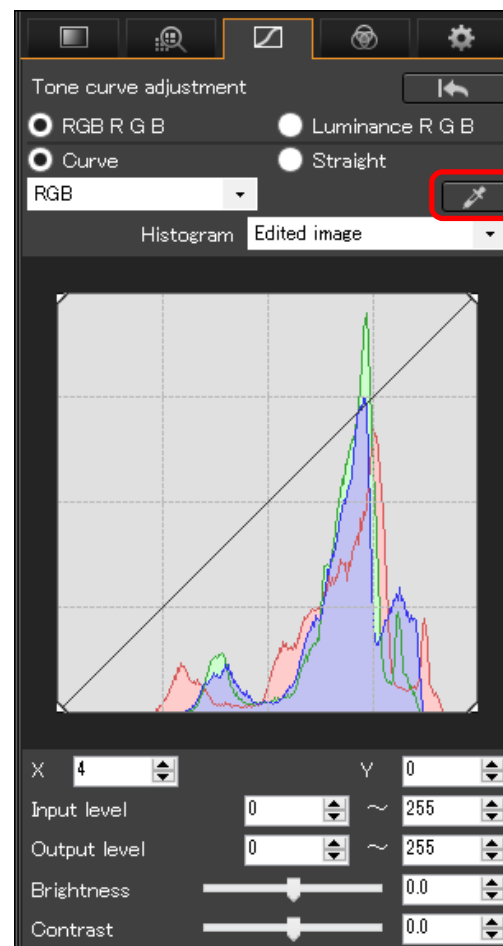 Tone curve adjustment
RGB R G B Luminance R G B
Curve Straight
RGB
Histogram Edited image
X 4 Y 0
Input level 0 ~ 255
Output level 0 ~ 255
Brightness 0.0
Contrast 0.0